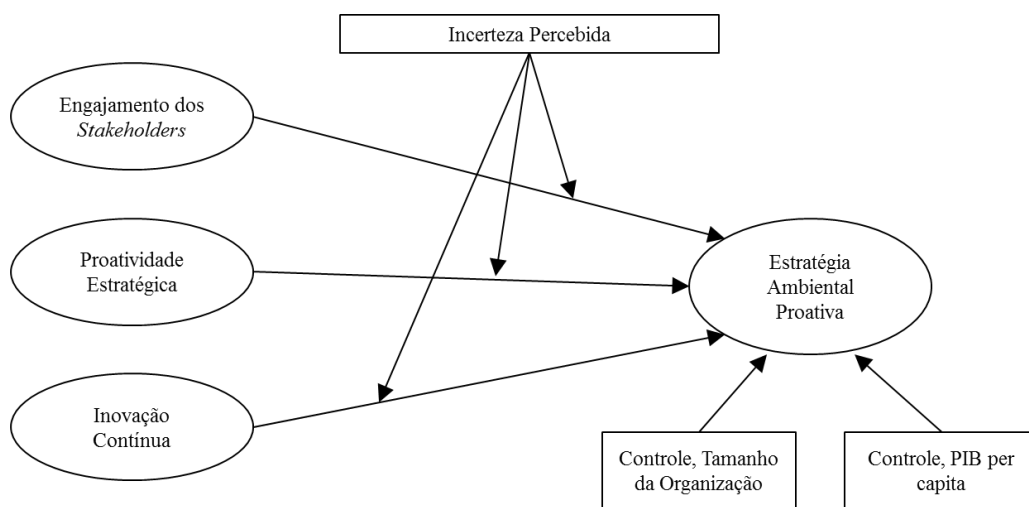 Incerteza Percebida
Engajamento dos
Stakeholders
Proatividade
Estratégica
Estratégia
Ambiental
Proativa
Inovação
Contínua
Controle, Tamanho
da Organização
Controle, PIB per
capita